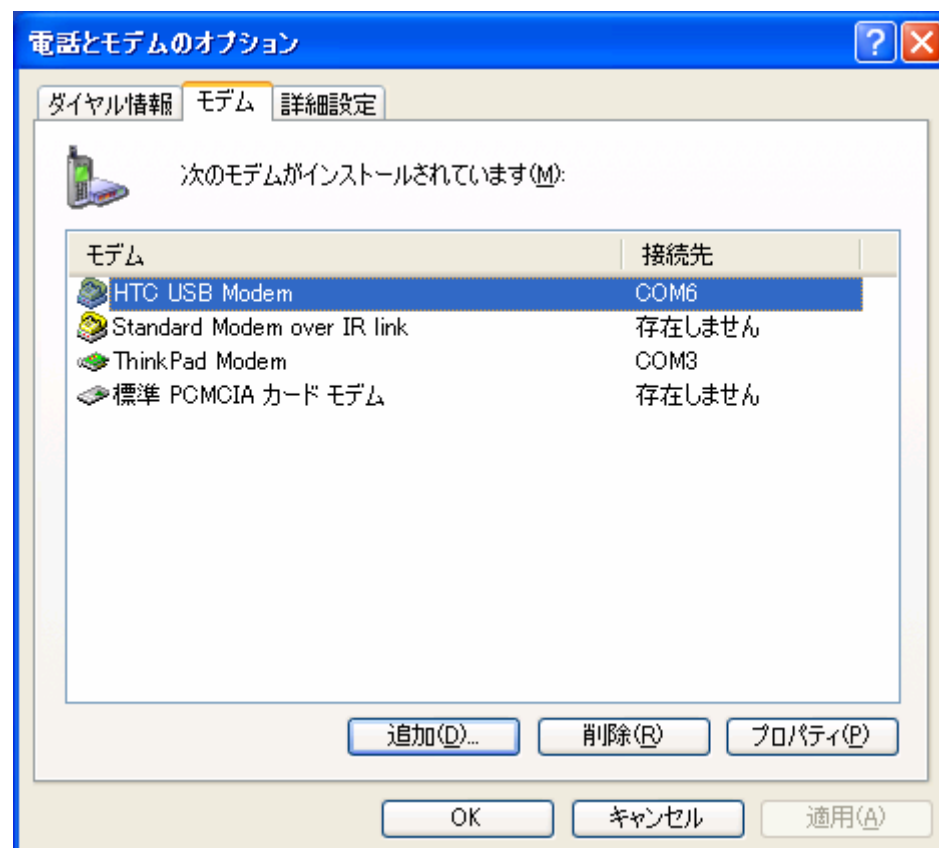 電話とモデムのオプション
ダイヤル情報 モデム 詳細設定
次のモデムがインストールされています(M):
モデム 接続先
HTC USB Modem COM6
Standard Modem over IR link 存在しません
ThinkPad Modem COM3
標準 PCMCIA カード モデム 存在しません
追加(D)... 削除(R) プロパティ(P)
OK キャンセル 適用(A)